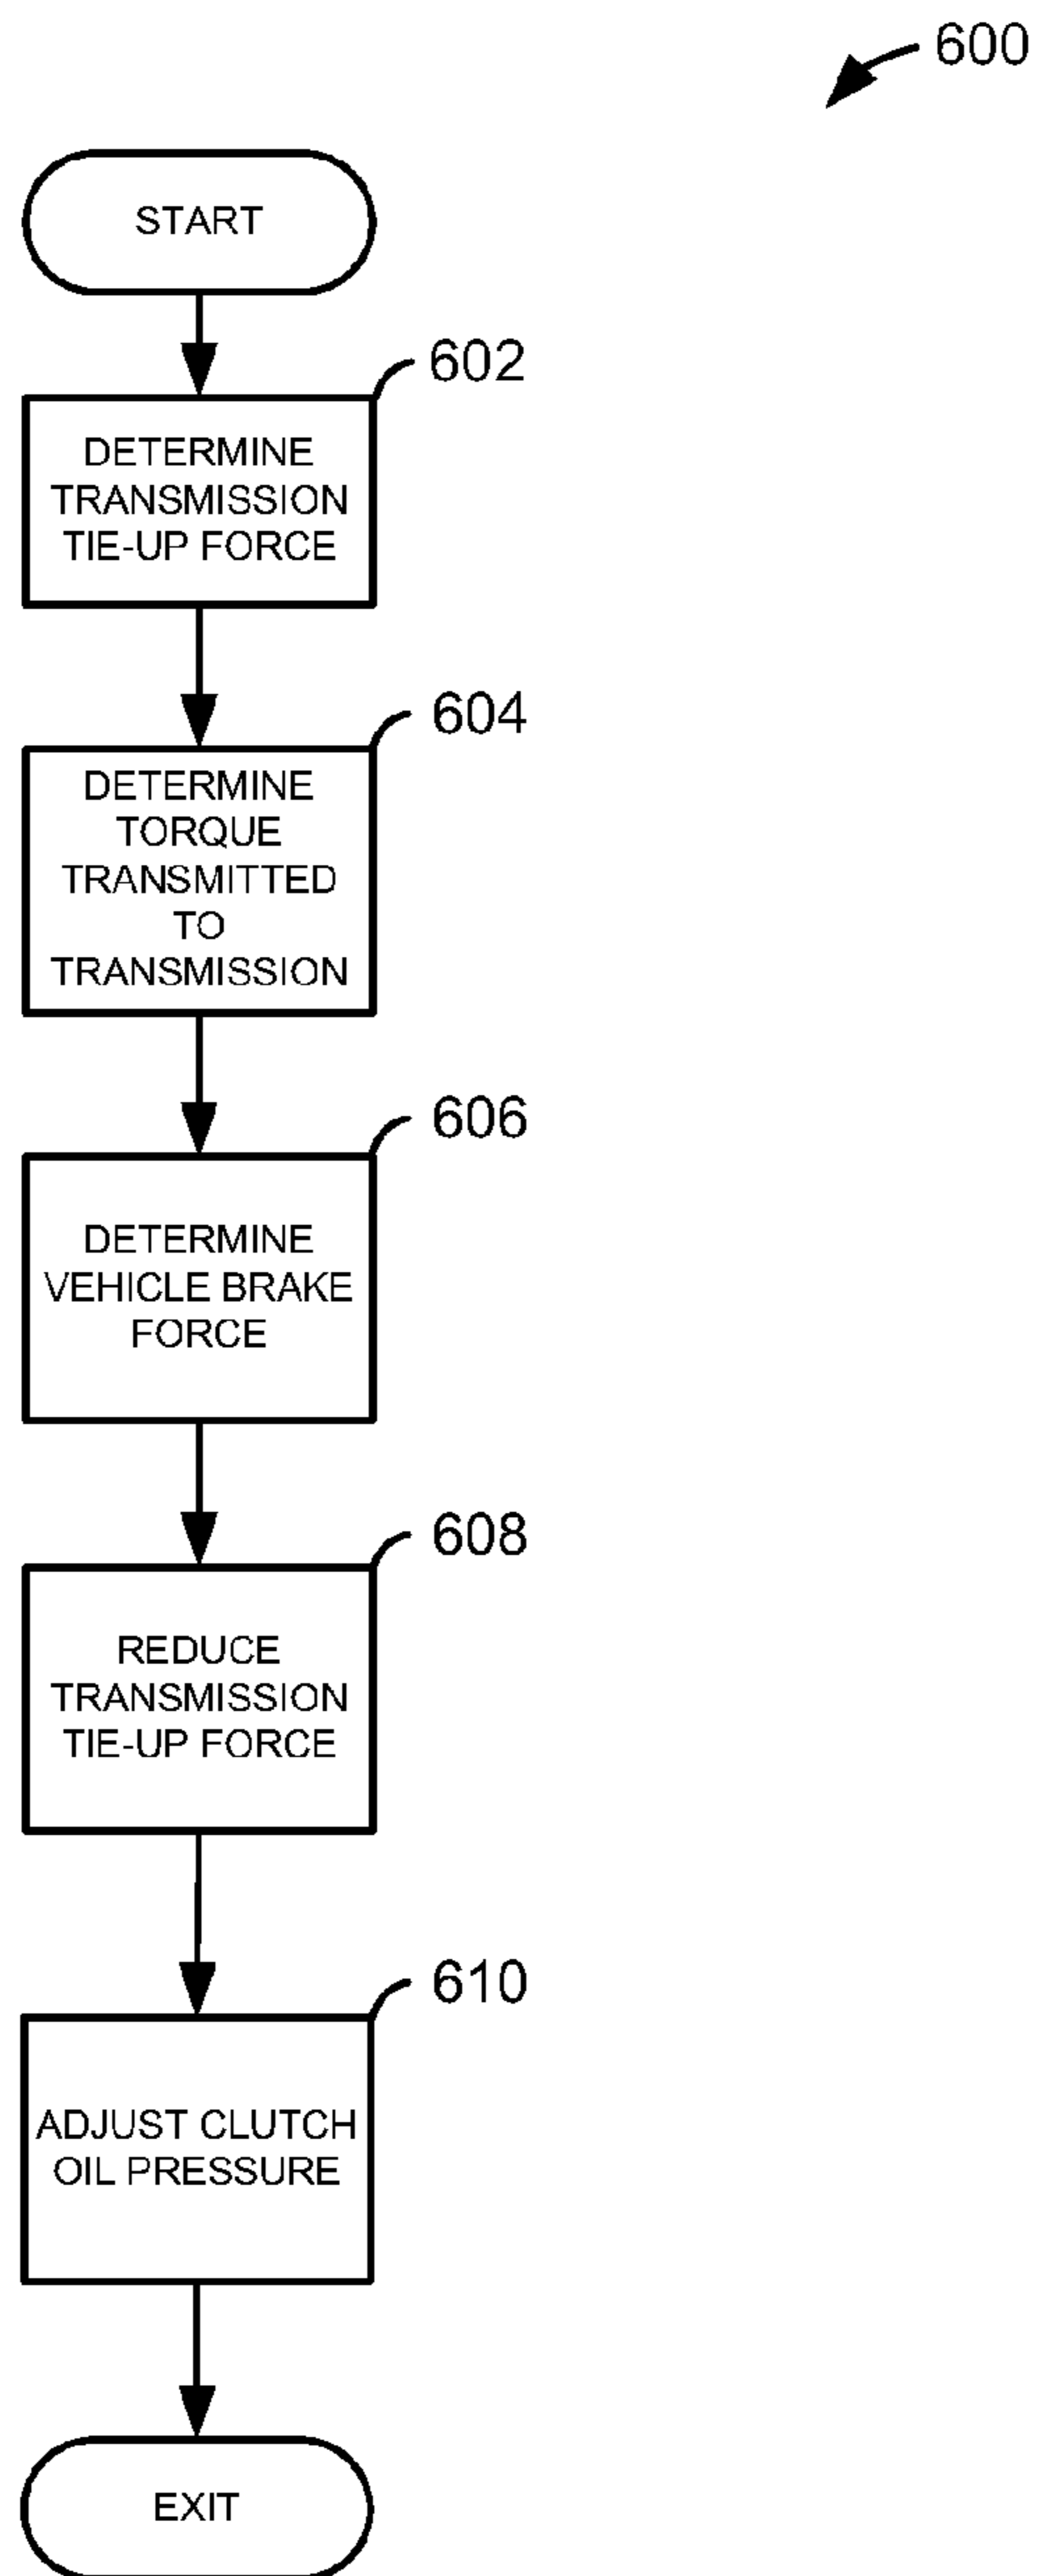 600
START
602
DETERMINE
TRANSMISSION
TIE-UP FORCE
604
DETERMINE
TORQUE
TRANSMITTED
TO
TRANSMISSION
606
DETERMINE
VEHICLE BRAKE
FORCE
608
REDUCE
TRANSMISSION
TIE-UP FORCE
610
ADJUST CLUTCH
OIL PRESSURE
EXIT